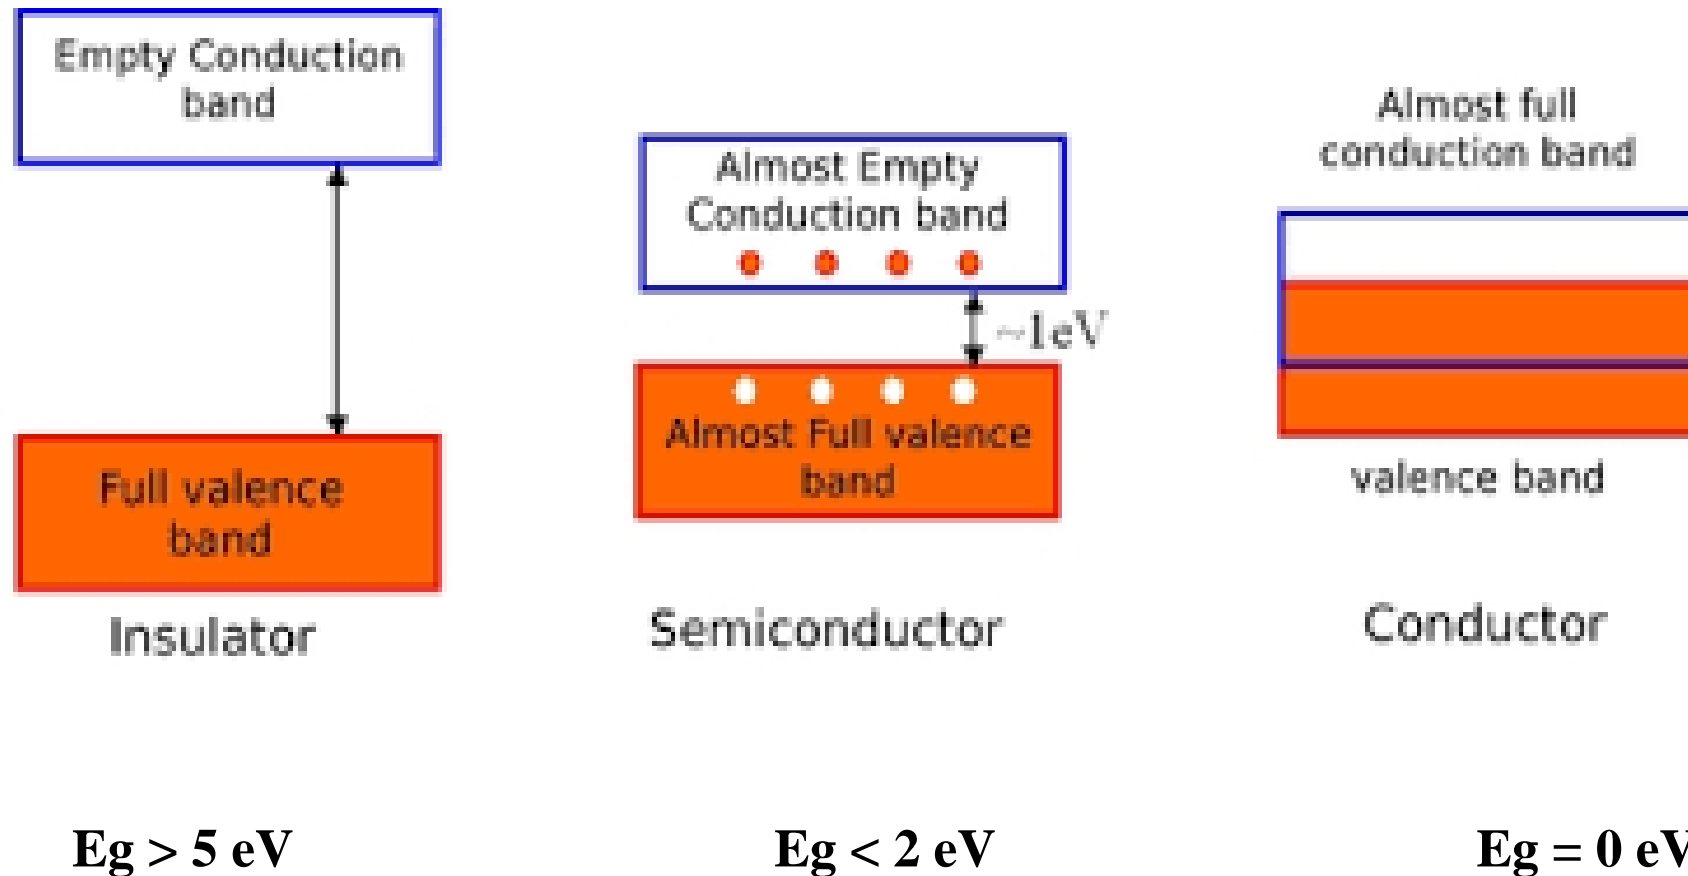 Empty Conduction
band
Full valence
band
Insulator
Eg > 5 eV
Almost Empty
Conduction band
~1eV
Almost Full valence
band
Semiconductor
Eg < 2 eV
Almost full
conduction band
valence band
Conductor
Eg = 0 eV